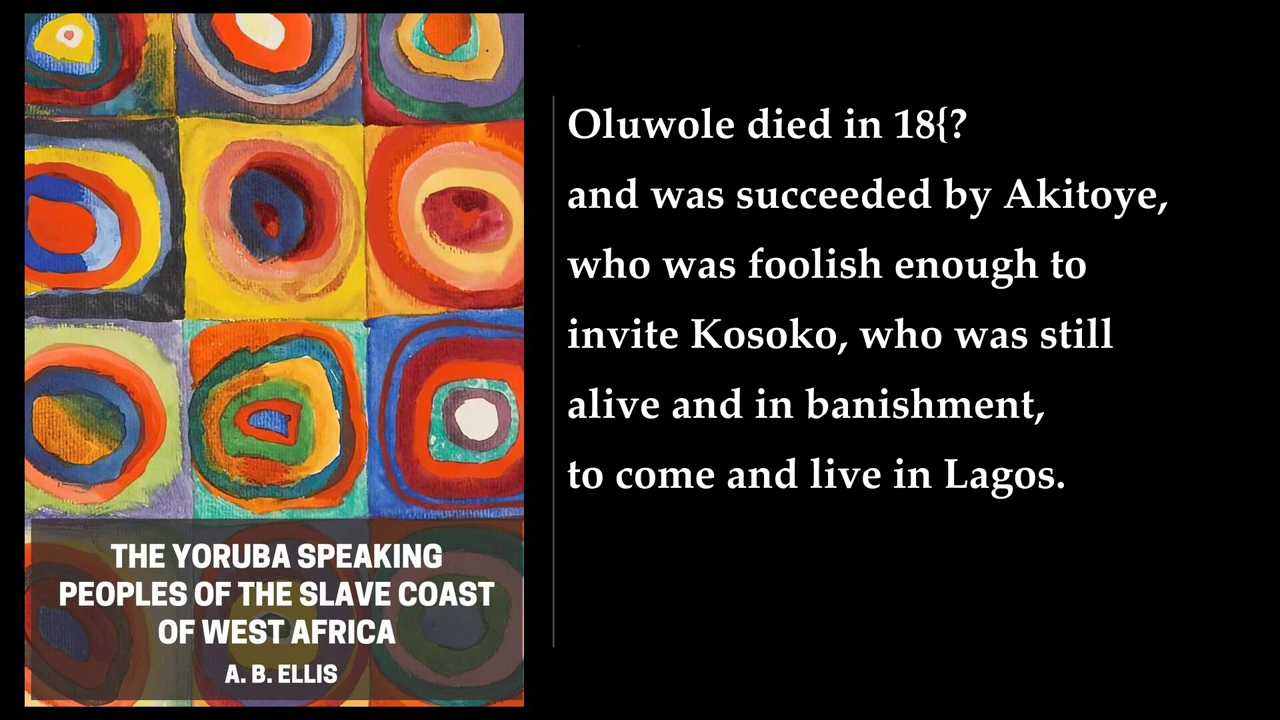 Oluwole died in 18{?
and was succeeded by Akitoye,
who was foolish enough to
invite Kosoko, who was still
alive and in banishment,
to come and live in Lagos.
THE YORUBA SPEAKING
PEOPLES OF THE SLAVE COAST
OF WEST AFRICA
A. B. ELLIS